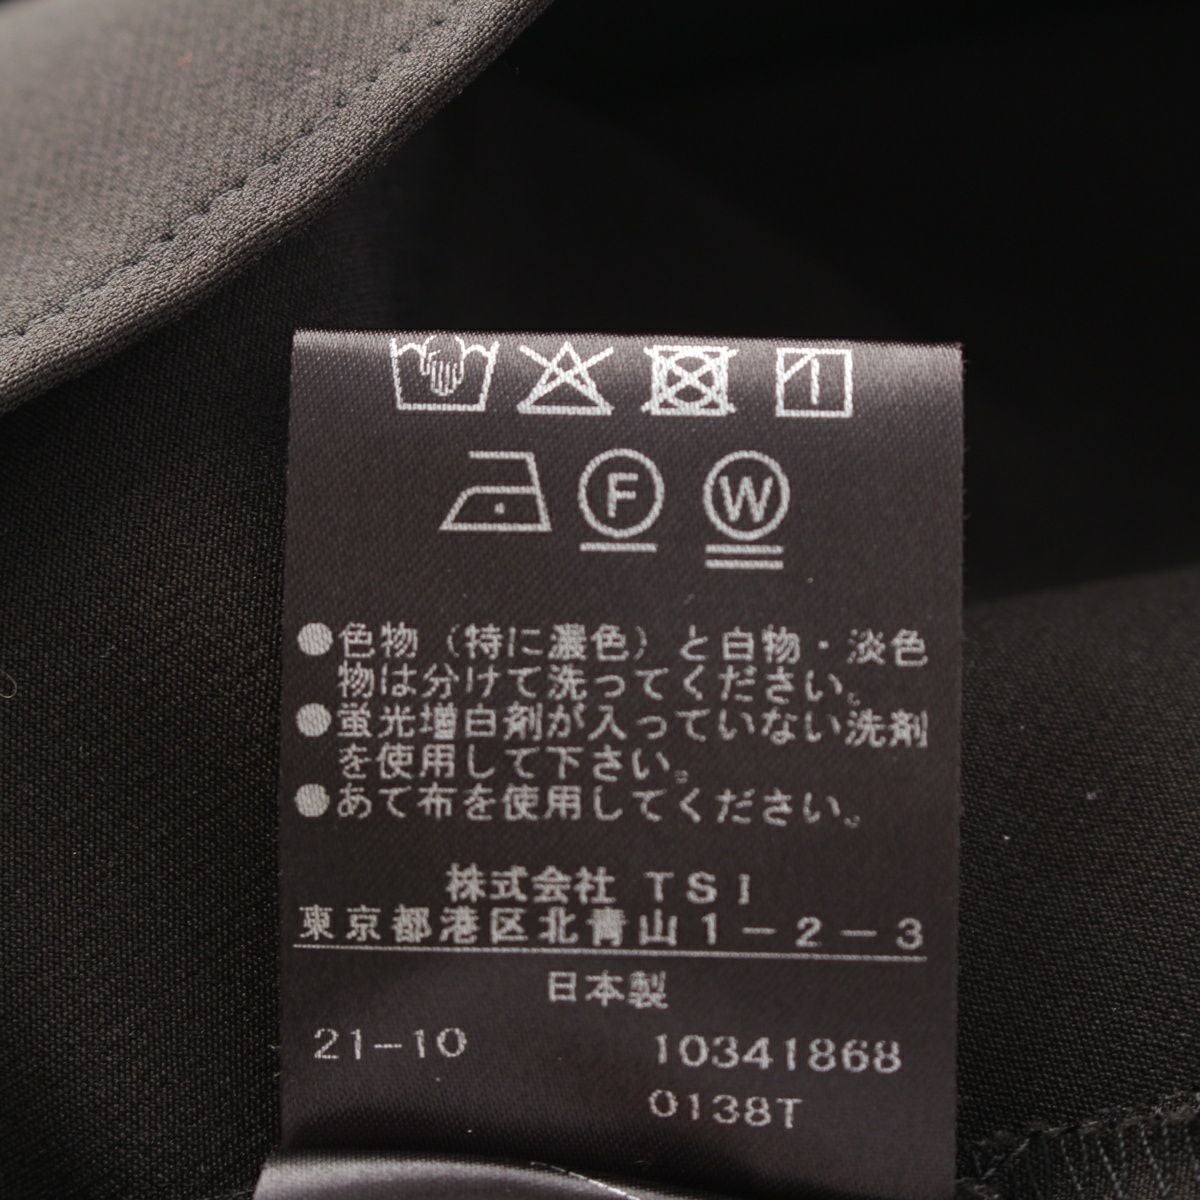 F W
●色物（特に濃色）と白物・淡色
物は分けて洗ってください。
●蛍光増白剤が入っていない洗剤
を使用して下さい。
●あて布を使用してください。
株式会社 TSI
東京都港区北青山1-2-3
日本製
21-10 10341868
0138T